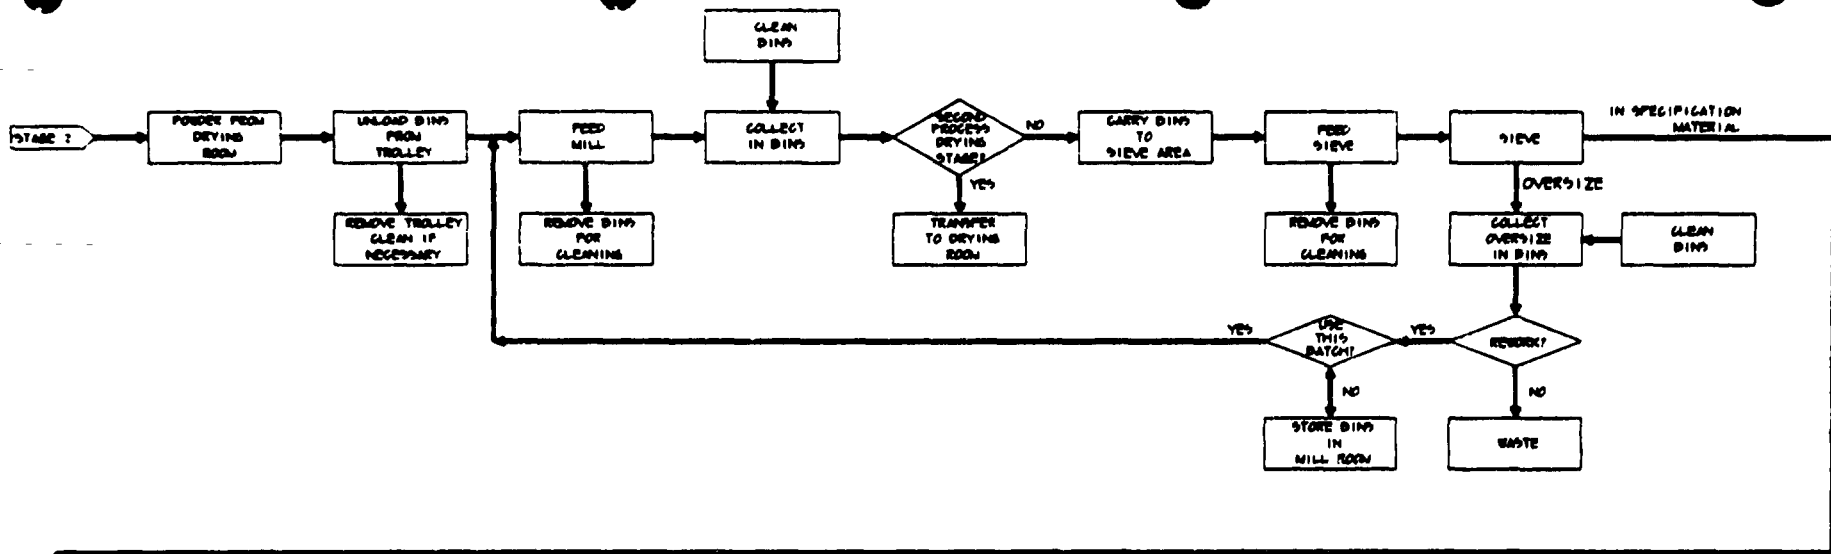 CLEAN
BINS
STAGE 2
POWDER FROM
DRYING
ROOM
UNLOAD BINS
FROM
TROLLEY
FEED
MILL
COLLECT
IN BINS
SECOND
PROCESS
DRYING
STAGE?
NO
CARRY BINS
TO
SIEVE AREA
FEED
SIEVE
SIEVE
IN SPECIFICATION
MATERIAL
YES
OVERSIZE
REMOVE TROLLEY
CLEAN IF
NECESSARY
REMOVE BINS
FOR
CLEANING
TRANSFER
TO DRYING
ROOM
REMOVE BINS
FOR
CLEANING
COLLECT
OVERSIZE
IN BINS
CLEAN
BINS
YES
USE
THIS
BATCH?
YES
REWORK?
NO
NO
STORE BINS
IN
MILL ROOM
WASTE